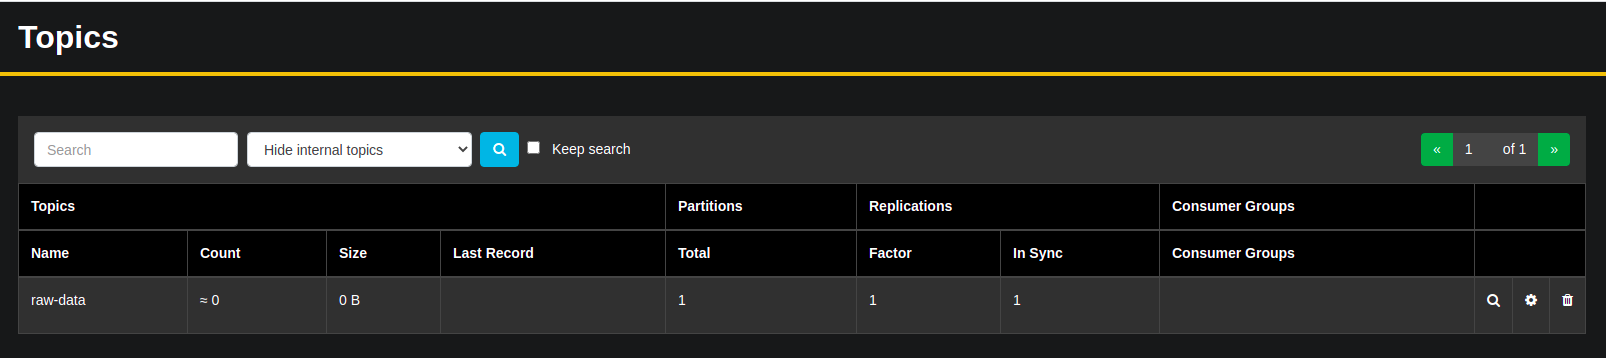 Topics
Search Hide internal topics Keep search « 1 of 1 »
Topics Partitions Replications Consumer Groups
Name Count Size Last Record Total Factor In Sync Consumer Groups
raw-data ≈ 0 0 B 1 1 1